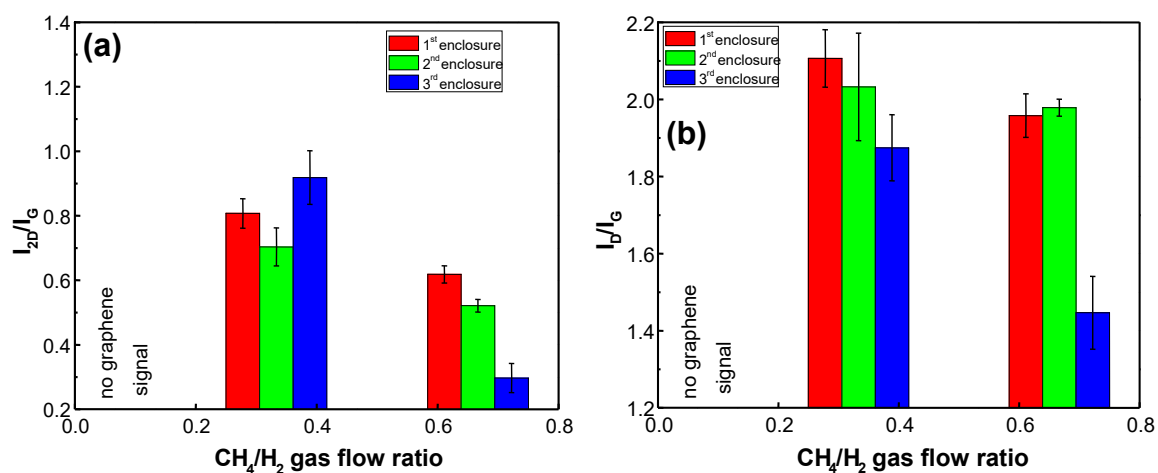 (a)
1st enclosure
2nd enclosure
3rd enclosure
I2D/IG
1.4
1.2
1.0
0.8
0.6
0.4
0.2
no graphene
signal
0.0
0.2
0.4
0.6
0.8
CH4/H2 gas flow ratio
(b)
1st enclosure
2nd enclosure
3rd enclosure
ID/IG
2.2
2.0
1.8
1.6
1.4
1.2
no graphene
signal
0.0
0.2
0.4
0.6
0.8
CH4/H2 gas flow ratio